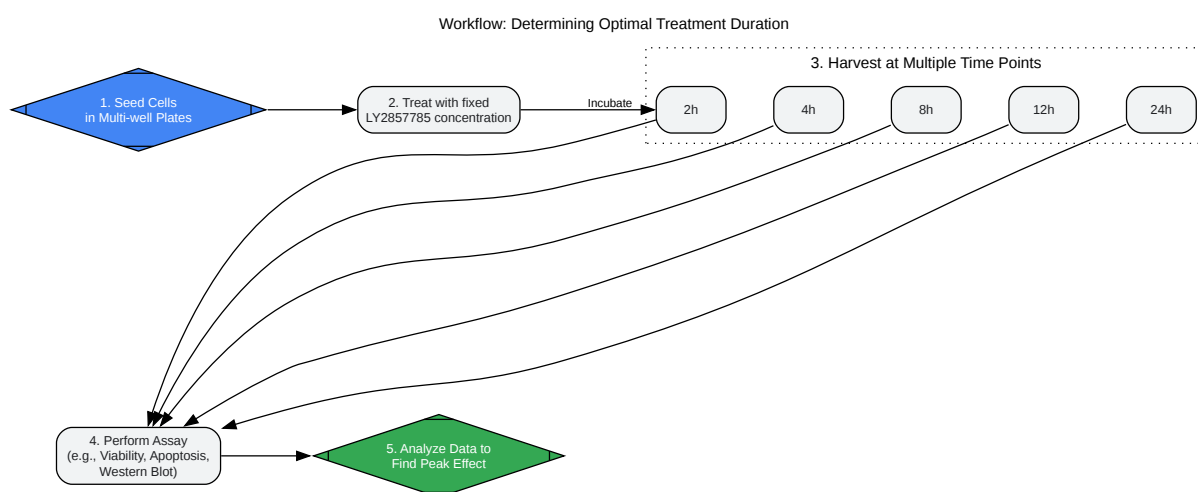 Workflow: Determining Optimal Treatment Duration
3. Harvest at Multiple Time Points
1. Seed Cells
in Multi-well Plates
2. Treat with fixed
LY2857785 concentration
Incubate
2h
4h
8h
12h
24h
4. Perform Assay
(e.g., Viability, Apoptosis,
Western Blot)
5. Analyze Data to
Find Peak Effect